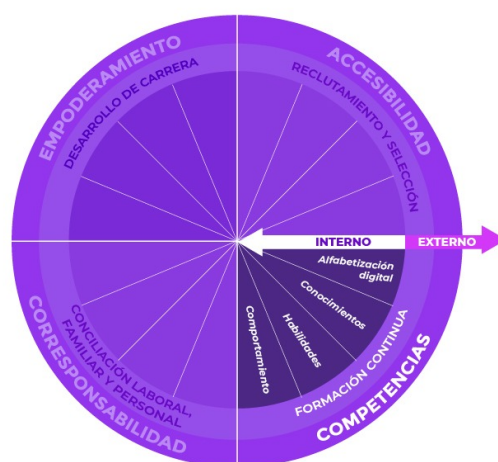 EMPODERAMIENTO
DESARROLLO DE CARRERA
ACCESIBILIDAD
RECLUTAMIENTO Y SELECCIÓN
INTERNO
EXTERNO
Alfabetización
digital
Conocimientos
Habilidades
Comportamiento
FORMACIÓN CONTINUA
COMPETENCIAS
CONCILIACIÓN LABORAL,
FAMILIAR Y PERSONAL
CORRESPONSABILIDAD